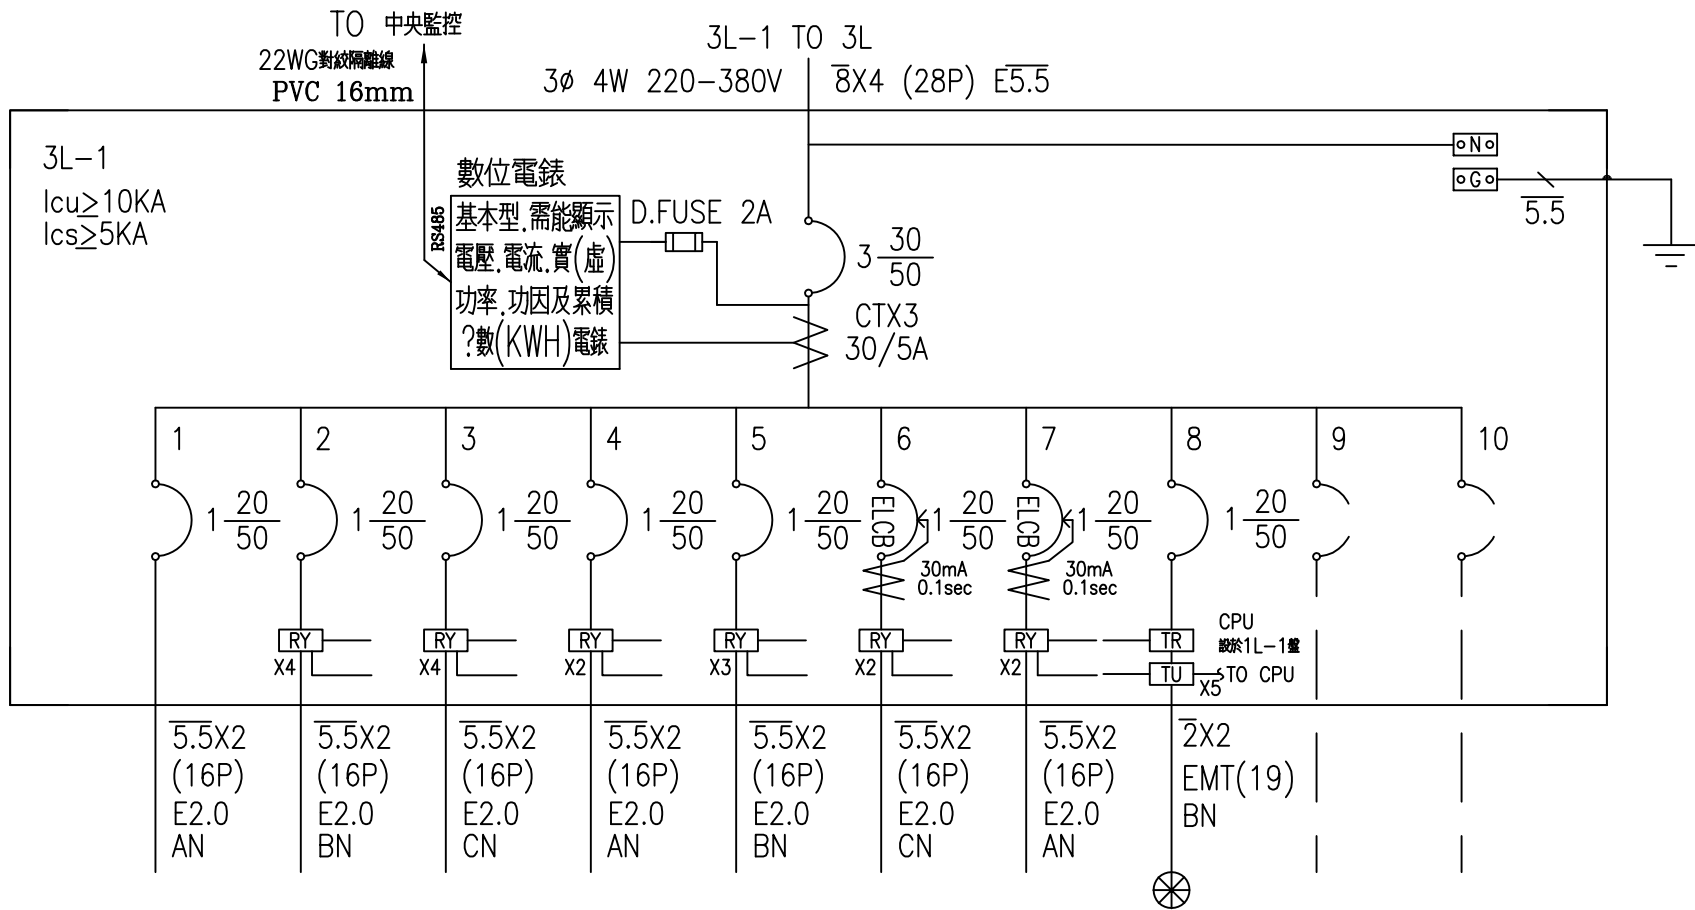 TO 中央監控
22WG對絞隔離線
PVC 16mm
3L-1 TO 3L
3ø 4W 220-380V
8X4 (28P) E5.5
3L-1
Icu≥10KA
Ics≥5KA
RS485
數位電錶
基本型.需能顯示
電壓.電流.實(虛)
功率.功因及累積
?數(KWH)電錶
D.FUSE 2A
3 30/50
CTX3
30/5A
N
G
5.5
1
2
3
4
5
6
7
8
9
10
1 20/50
1 20/50
1 20/50
1 20/50
1 20/50
ELCB
1 20/50
ELCB
1 20/50
1 20/50
30mA
0.1sec
30mA
0.1sec
RY
X4
RY
X4
RY
X2
RY
X3
RY
X2
RY
X2
TR
TU
X5
CPU
設於1L-1盤
TO CPU
5.5X2
(16P)
E2.0
AN
5.5X2
(16P)
E2.0
BN
5.5X2
(16P)
E2.0
CN
5.5X2
(16P)
E2.0
AN
5.5X2
(16P)
E2.0
BN
5.5X2
(16P)
E2.0
CN
5.5X2
(16P)
E2.0
AN
2X2
EMT(19)
BN